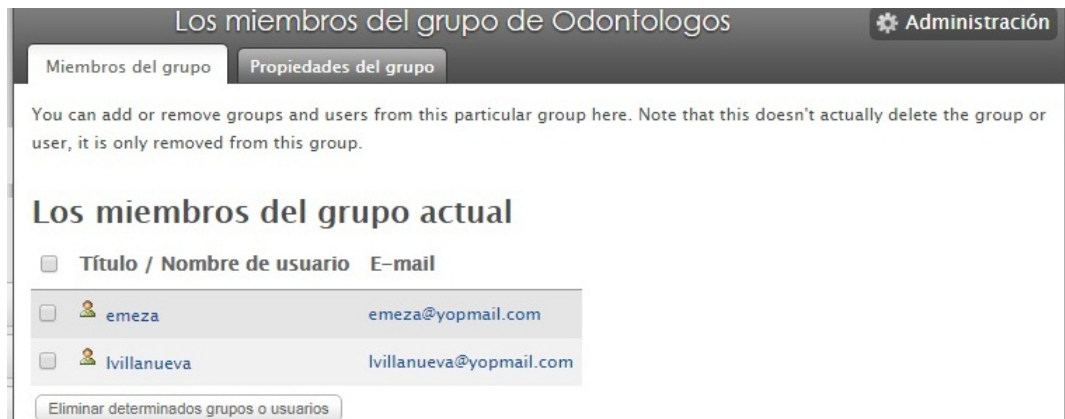 Los miembros del grupo de Odontologos
Administración
Miembros del grupo
Propiedades del grupo
You can add or remove groups and users from this particular group here. Note that this doesn't actually delete the group or
user, it is only removed from this group.
Los miembros del grupo actual
Título / Nombre de usuario E-mail
emeza emeza@yopmail.com
lvillanueva lvillanueva@yopmail.com
Eliminar determinados grupos o usuarios